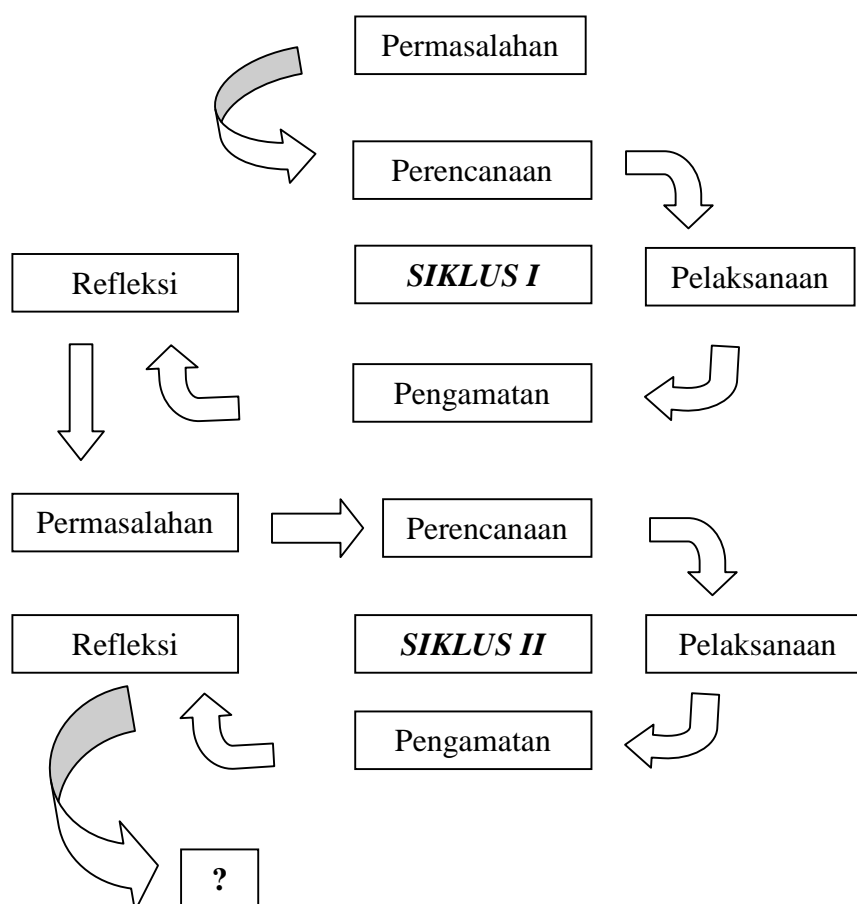 Permasalahan
Perencanaan
Refleksi
SIKLUS I
Pelaksanaan
Pengamatan
Permasalahan
Perencanaan
Refleksi
SIKLUS II
Pelaksanaan
Pengamatan
?